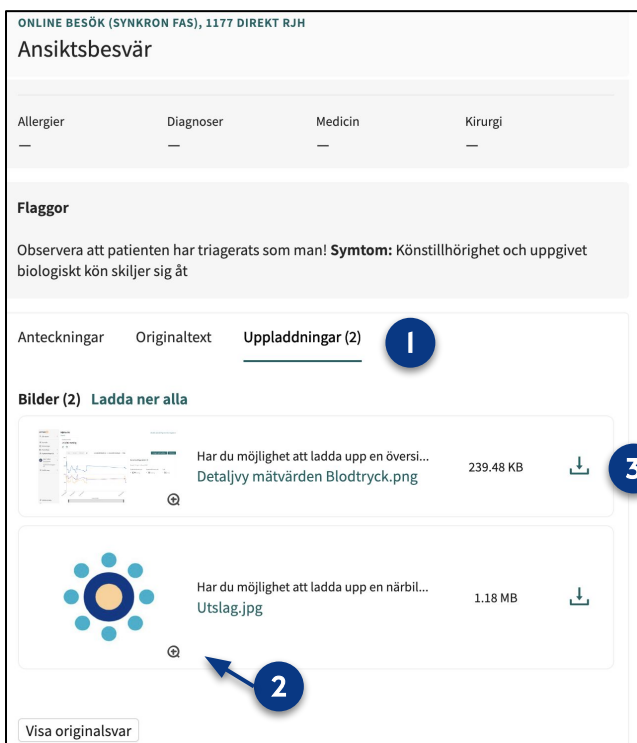 ONLINE BESÖK (SYNKRON FAS), 1177 DIREKT RJH
Ansiktsbesvär
Allergier Diagnoser Medicin Kirurgi
— — — —
Flaggor
Observera att patienten har triagerats som man! Symtom: Könstillhörighet och uppgivet
biologiskt kön skiljer sig åt
Anteckningar Originaltext Uppladdningar (2) 1
Bilder (2) Ladda ner alla
Har du möjlighet att ladda upp en översi...
Detaljvy mätvärden Blodtryck.png 239.48 KB 3
Har du möjlighet att ladda upp en närbil...
Utslag.jpg 1.18 MB
2
Visa originalsvar